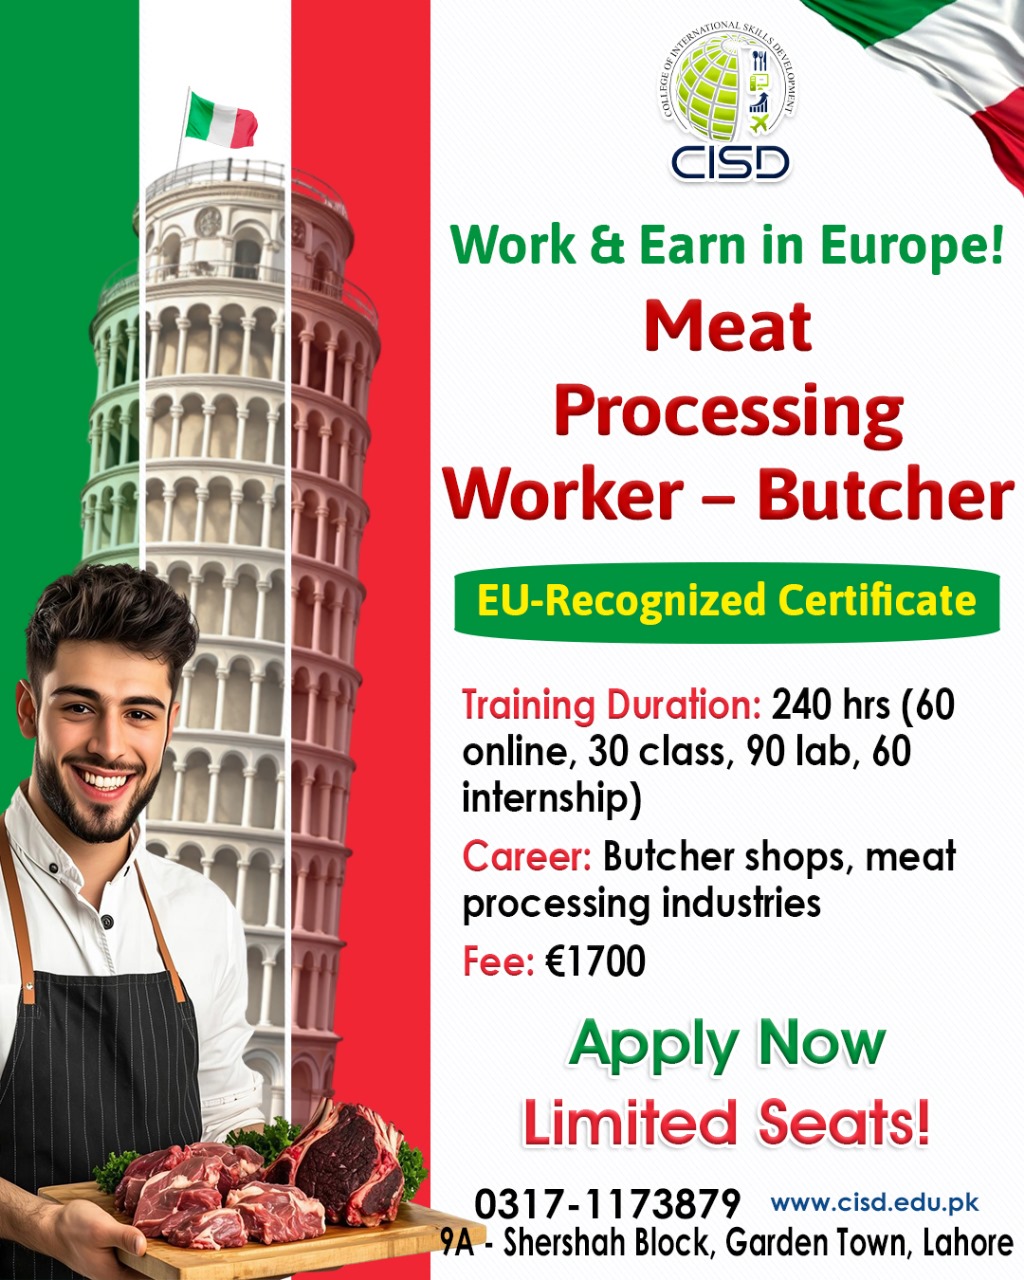 COLLEGE OF INTERNATIONAL SKILLS DEVELOPMENT
CISD
Work & Earn in Europe!
Meat
Processing
Worker – Butcher
EU-Recognized Certificate
Training Duration: 240 hrs (60
online, 30 class, 90 lab, 60
internship)
Career: Butcher shops, meat
processing industries
Fee: €1700
Apply Now
Limited Seats!
0317-1173879 www.cisd.edu.pk
9A - Shershah Block, Garden Town, Lahore